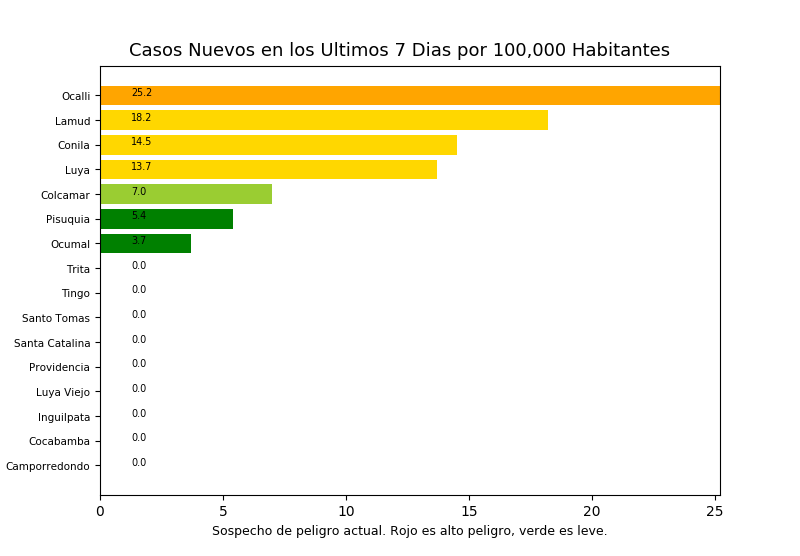 Casos Nuevos en los Ultimos 7 Dias por 100,000 Habitantes
Ocalli 25.2
Lamud 18.2
Conila 14.5
Luya 13.7
Colcamar 7.0
Pisuquia 5.4
Ocumal 3.7
Trita 0.0
Tingo 0.0
Santo Tomas 0.0
Santa Catalina 0.0
Providencia 0.0
Luya Viejo 0.0
Inguilpata 0.0
Cocabamba 0.0
Camporredondo 0.0
0 5 10 15 20 25
Sospecho de peligro actual. Rojo es alto peligro, verde es leve.